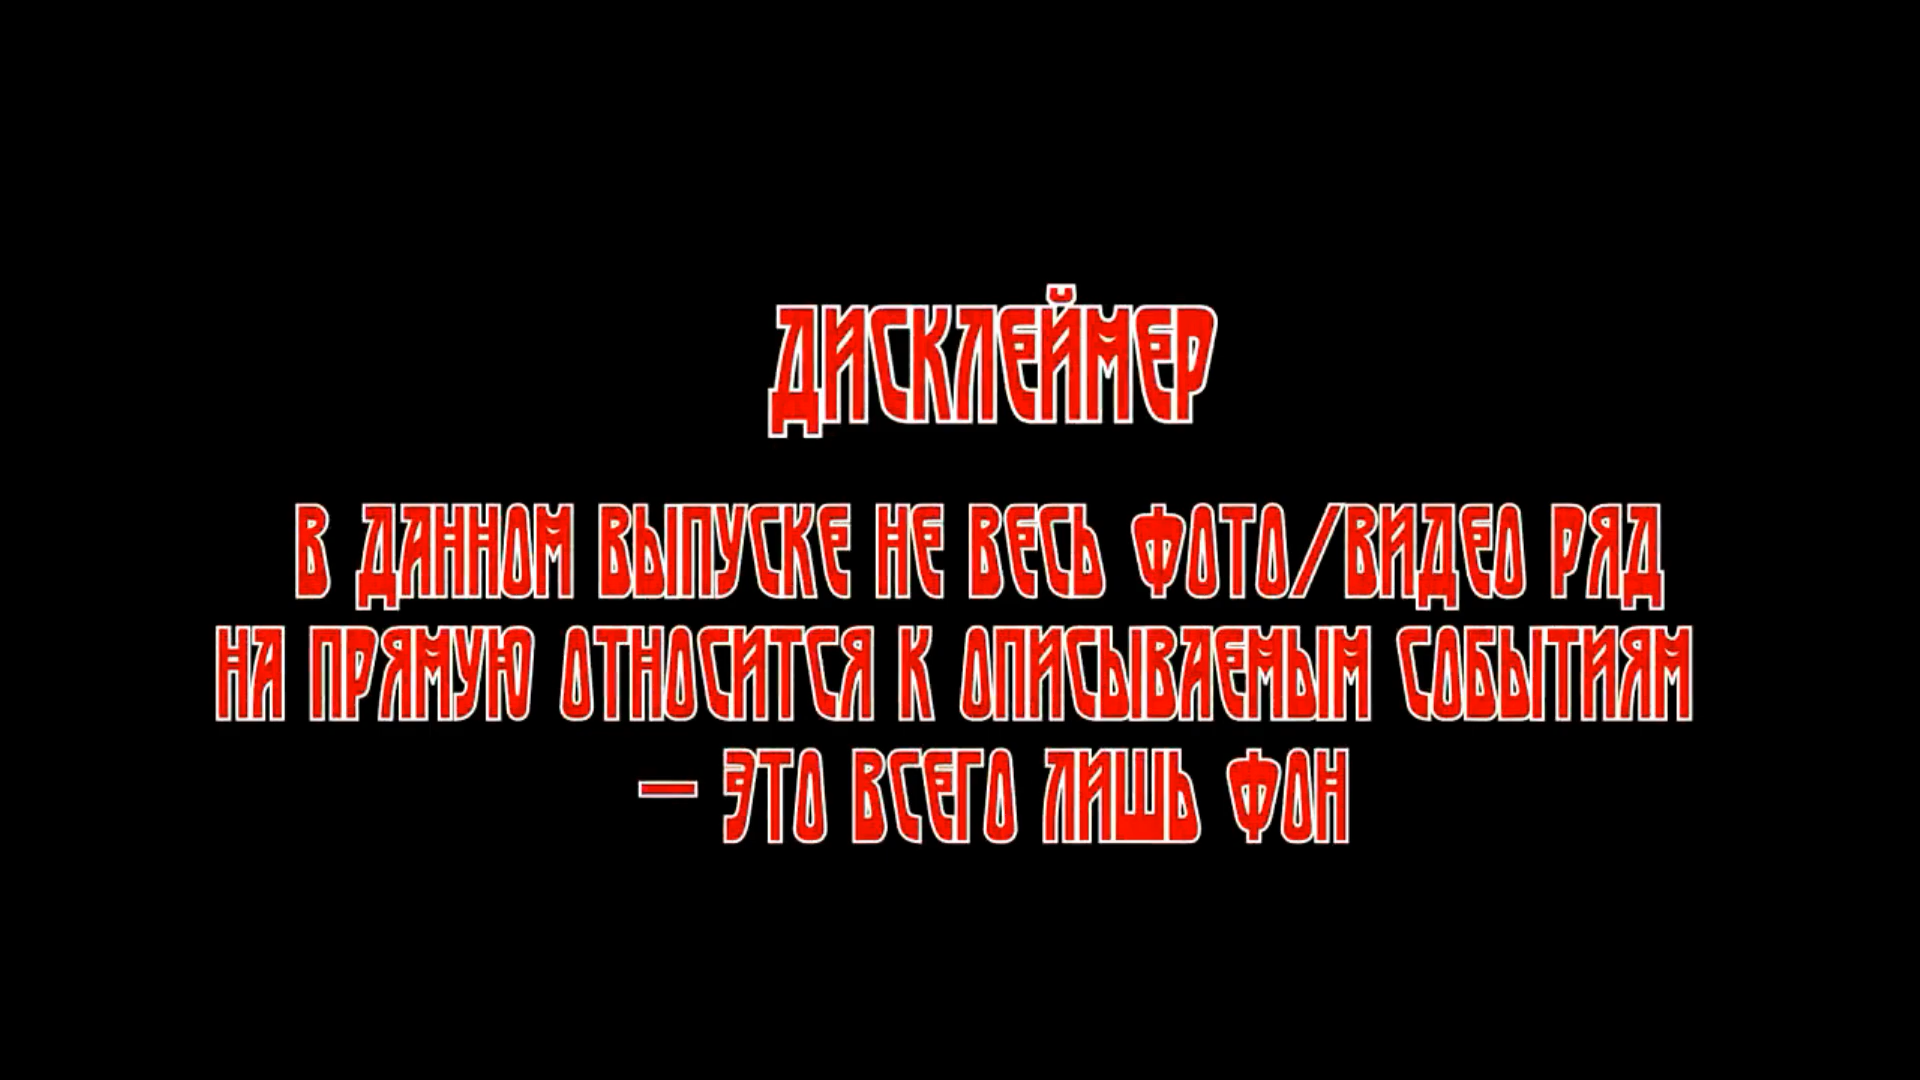 ДИСКЛЕЙМЕР
В ДАННОМ ВЫПУСКЕ НЕ ВЕСЬ ФОТО/ВИДЕО РЯД
НА ПРЯМУЮ ОТНОСИТСЯ К ОПИСЫВАЕМЫМ СОБЫТИЯМ
— ЭТО ВСЕГО ЛИШЬ ФОН